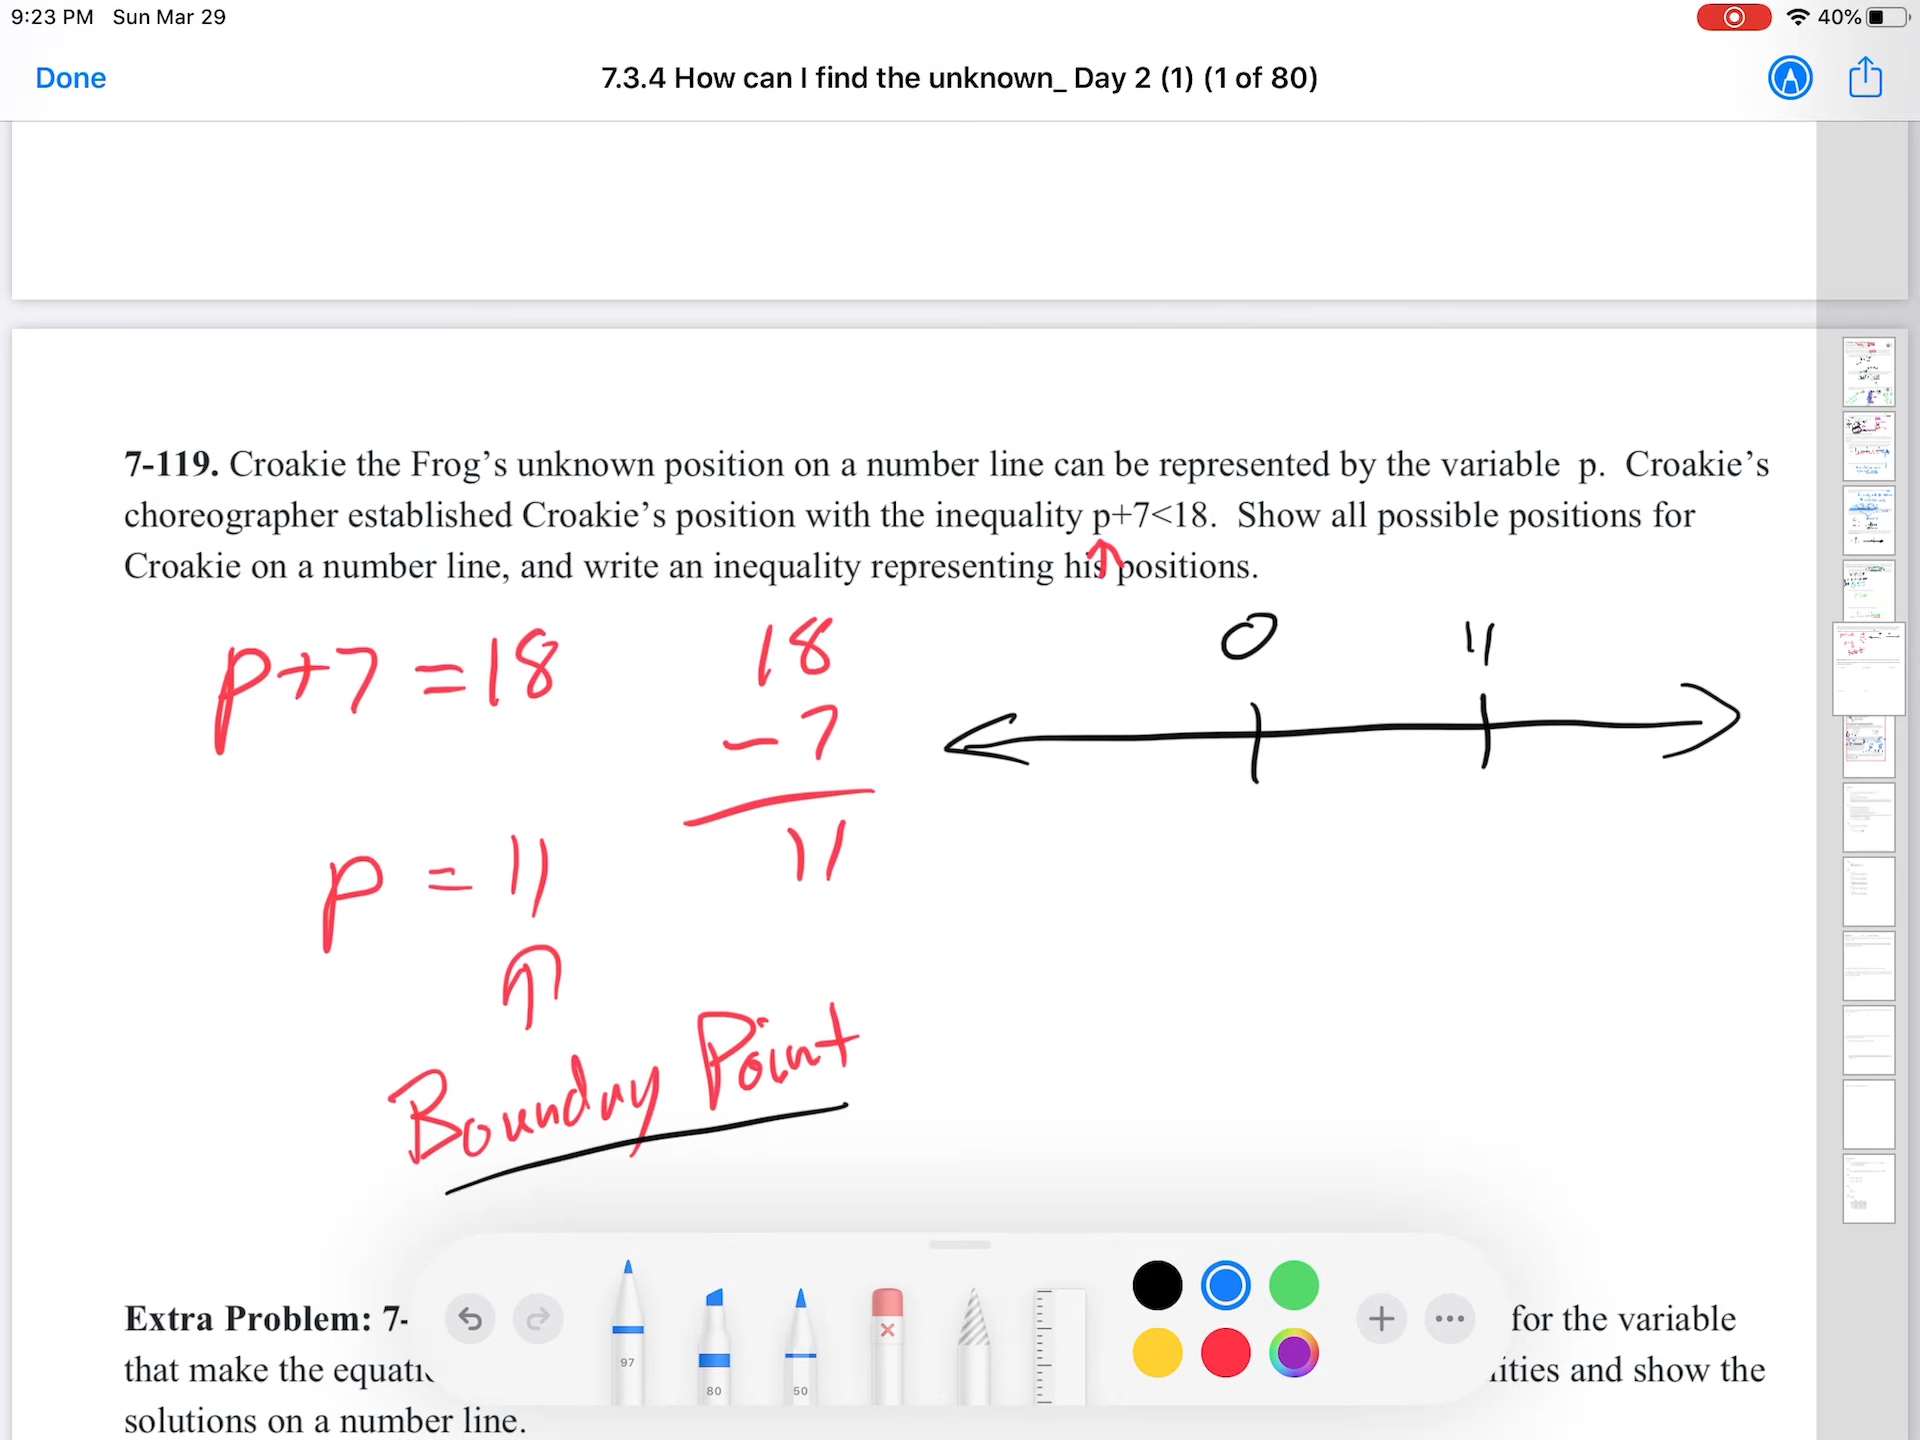 9:23 PM Sun Mar 29
40%
Done
7.3.4 How can I find the unknown_ Day 2 (1) (1 of 80)
7-119. Croakie the Frog's unknown position on a number line can be represented by the variable p. Croakie's
choreographer established Croakie's position with the inequality p+7<18. Show all possible positions for
Croakie on a number line, and write an inequality representing his positions.
p+7=18
18
-7
11
0 11
p = 11
Boundary Point
Extra Problem: 7-
for the variable
that make the
and show the
solutions on a number line.
97
80
50